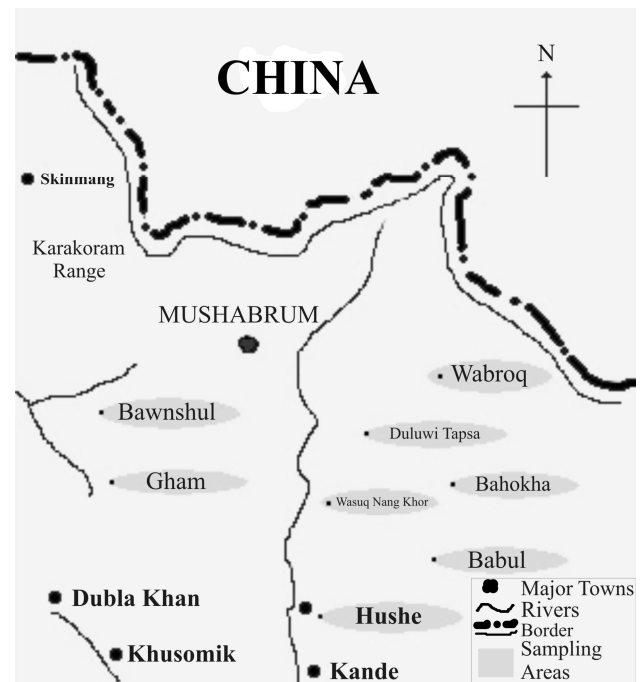 CHINA
N
Skinmang
Karakoram
Range
MUSHABRUM
Wabroq
Bawnshul
Duluwi Tapsa
Gham
Bahokha
Wasuq Nang Khor
Babul
Dubla Khan
Hushe
Khusomik
Kande
Major Towns
Rivers
Border
Sampling
Areas